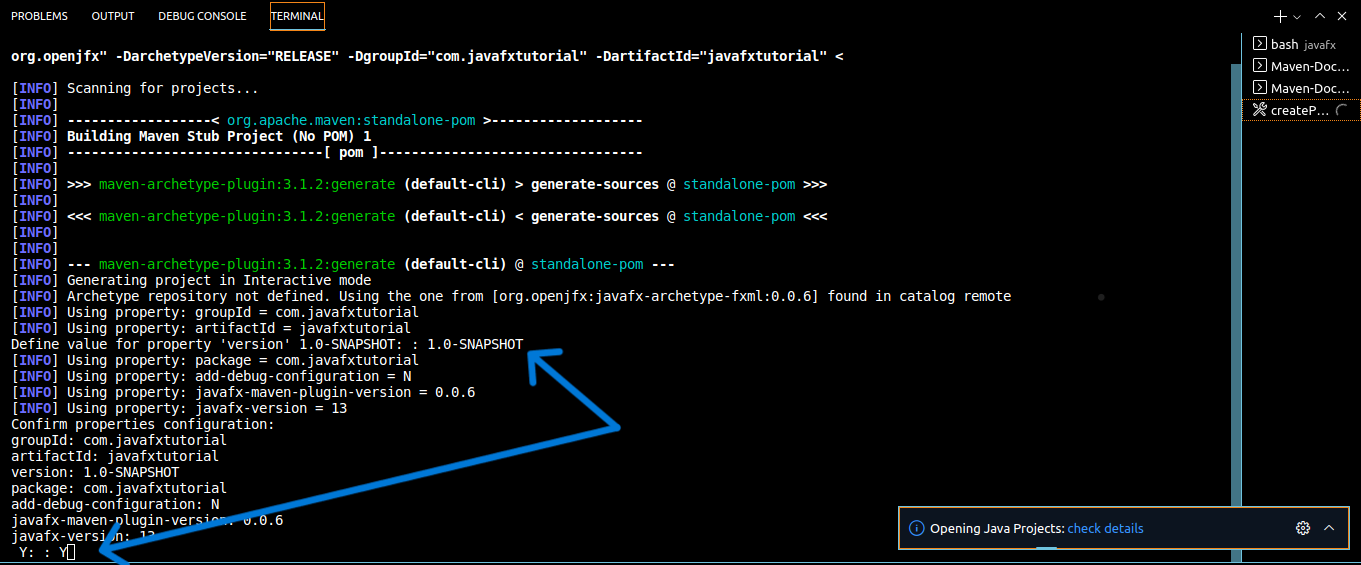 PROBLEMS OUTPUT DEBUG CONSOLE TERMINAL
org.openjfx" -DarchetypeVersion="RELEASE" -DgroupId="com.javafxtutorial" -DartifactId="javafxtutorial" <
[INFO] Scanning for projects...
[INFO]
[INFO] ------------------< org.apache.maven:standalone-pom >-------------------
[INFO] Building Maven Stub Project (No POM) 1
[INFO] --------------------------------[ pom ]---------------------------------
[INFO]
[INFO] >>> maven-archetype-plugin:3.1.2:generate (default-cli) > generate-sources @ standalone-pom >>>
[INFO]
[INFO] <<< maven-archetype-plugin:3.1.2:generate (default-cli) < generate-sources @ standalone-pom <<<
[INFO]
[INFO]
[INFO] --- maven-archetype-plugin:3.1.2:generate (default-cli) @ standalone-pom ---
[INFO] Generating project in Interactive mode
[INFO] Archetype repository not defined. Using the one from [org.openjfx:javafx-archetype-fxml:0.0.6] found in catalog remote
[INFO] Using property: groupId = com.javafxtutorial
[INFO] Using property: artifactId = javafxtutorial
Define value for property 'version' 1.0-SNAPSHOT: : 1.0-SNAPSHOT
[INFO] Using property: package = com.javafxtutorial
[INFO] Using property: add-debug-configuration = N
[INFO] Using property: javafx-maven-plugin-version = 0.0.6
[INFO] Using property: javafx-version = 13
Confirm properties configuration:
groupId: com.javafxtutorial
artifactId: javafxtutorial
version: 1.0-SNAPSHOT
package: com.javafxtutorial
add-debug-configuration: N
javafx-maven-plugin-version: 0.0.6
javafx-version: 13
Y: : Y
bash javafx
Maven-Doc...
Maven-Doc...
createP...
Opening Java Projects: check details